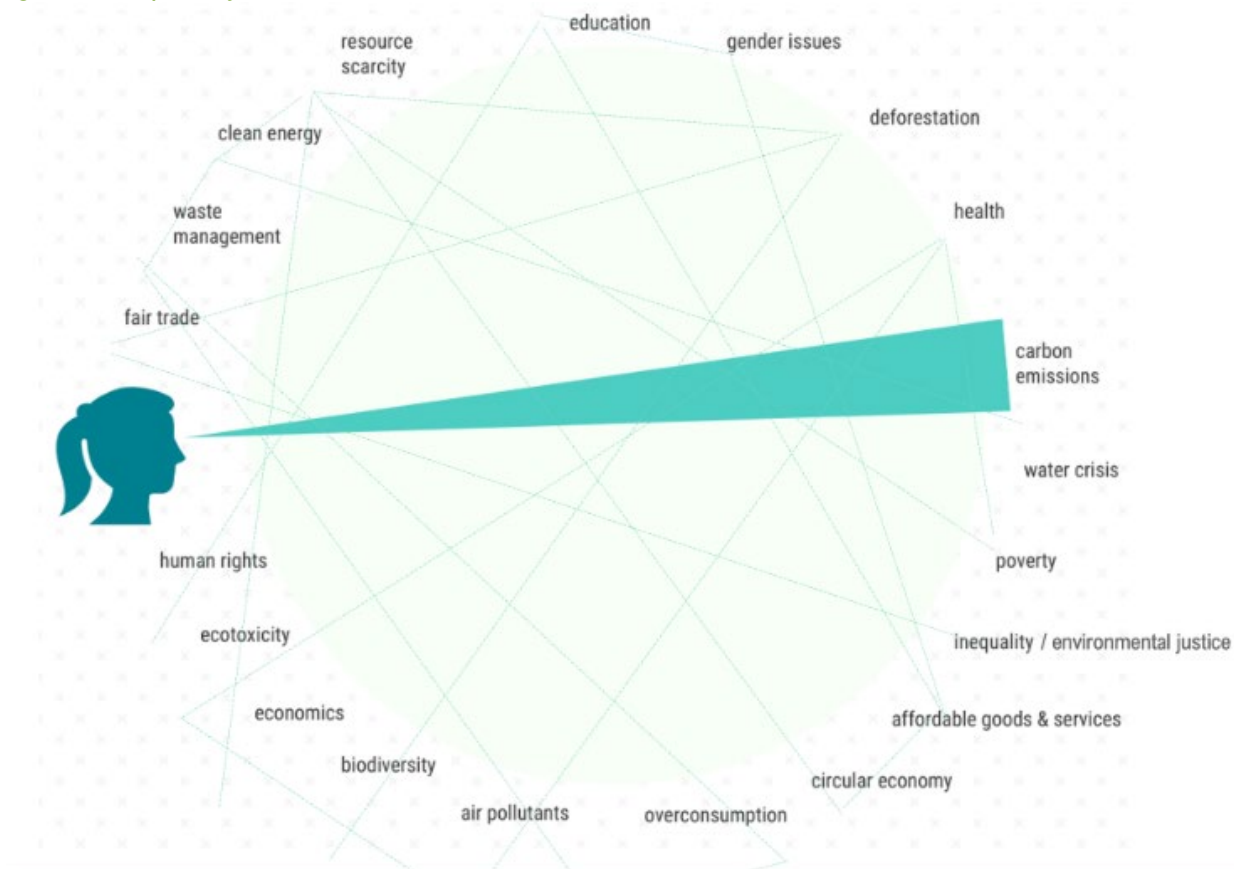 education
gender issues
resource
scarcity
deforestation
clean energy
health
waste
management
fair trade
carbon
emissions
water crisis
human rights
poverty
ecotoxicity
inequality / environmental justice
economics
affordable goods & services
biodiversity
circular economy
air pollutants
overconsumption